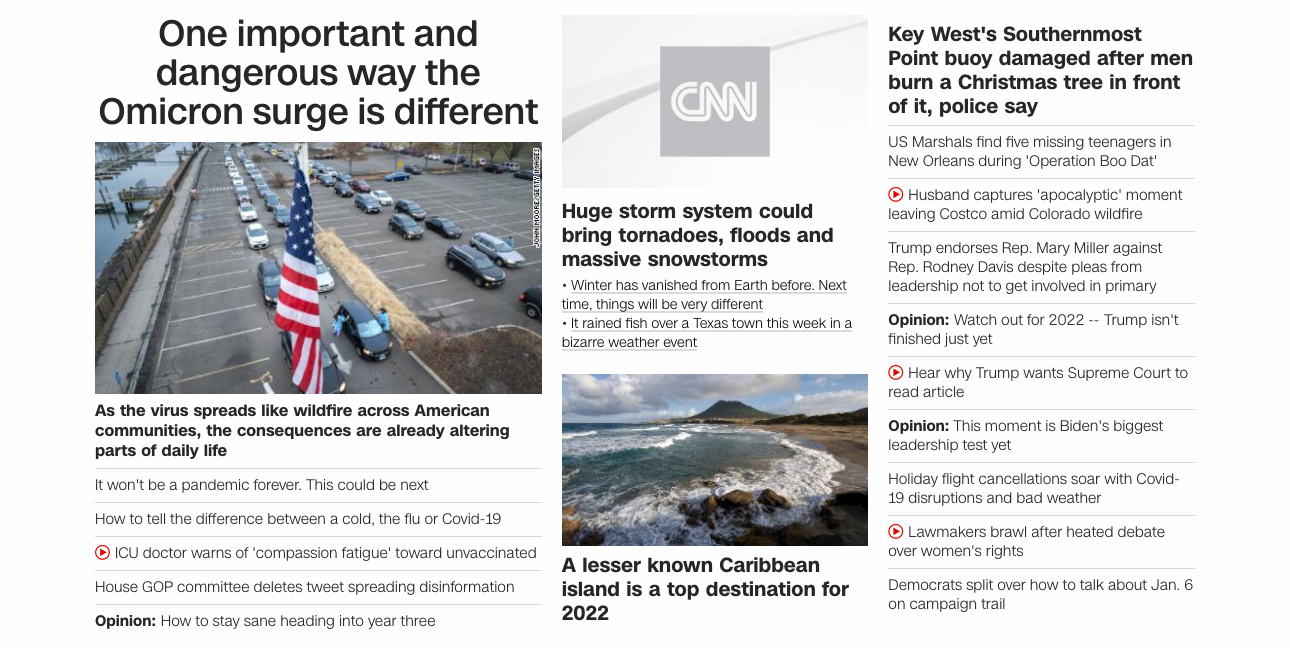 One important and
dangerous way the
Omicron surge is different
JOHN MOORE/GETTY IMAGES
As the virus spreads like wildfire across American
communities, the consequences are already altering
parts of daily life
It won't be a pandemic forever. This could be next
How to tell the difference between a cold, the flu or Covid-19
ICU doctor warns of 'compassion fatigue' toward unvaccinated
House GOP committee deletes tweet spreading disinformation
Opinion: How to stay sane heading into year three
CNN
Huge storm system could
bring tornadoes, floods and
massive snowstorms
• Winter has vanished from Earth before. Next
time, things will be very different
• It rained fish over a Texas town this week in a
bizarre weather event
A lesser known Caribbean
island is a top destination for
2022
Key West's Southernmost
Point buoy damaged after men
burn a Christmas tree in front
of it, police say
US Marshals find five missing teenagers in
New Orleans during 'Operation Boo Dat'
Husband captures 'apocalyptic' moment
leaving Costco amid Colorado wildfire
Trump endorses Rep. Mary Miller against
Rep. Rodney Davis despite pleas from
leadership not to get involved in primary
Opinion: Watch out for 2022 -- Trump isn't
finished just yet
Hear why Trump wants Supreme Court to
read article
Opinion: This moment is Biden's biggest
leadership test yet
Holiday flight cancellations soar with Covid-
19 disruptions and bad weather
Lawmakers brawl after heated debate
over women's rights
Democrats split over how to talk about Jan. 6
on campaign trail